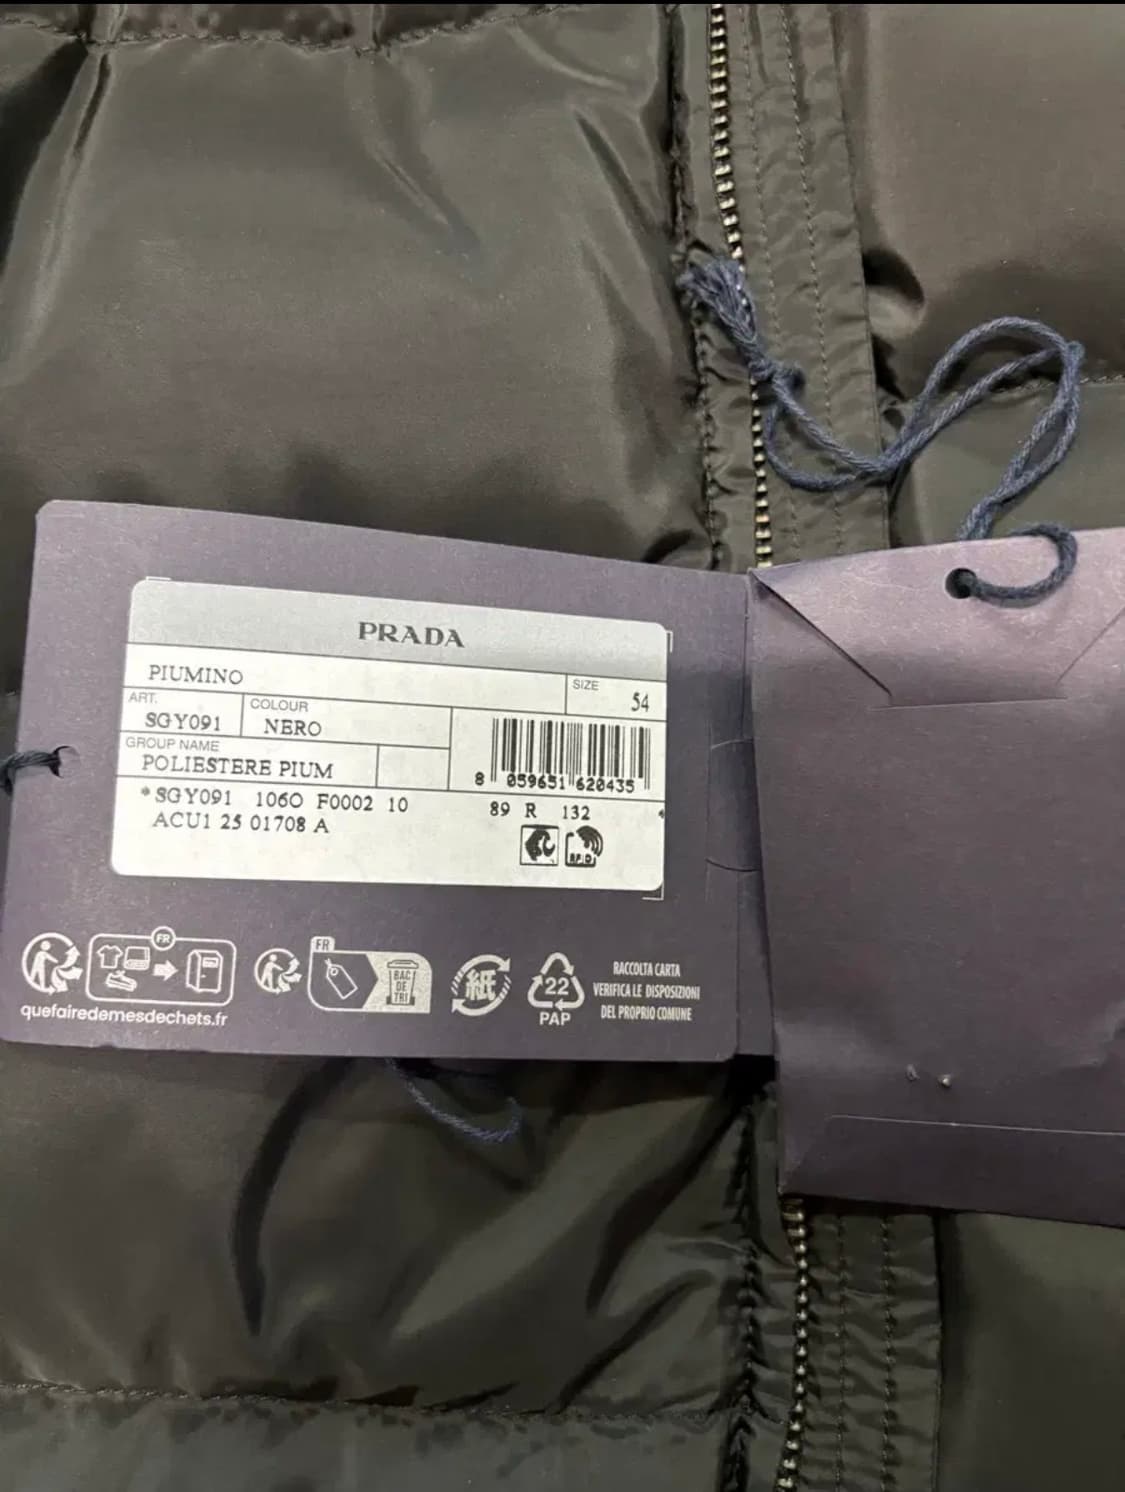 PRADA
PIUMINO
SIZE
54
ART.
SGY091
COLOUR
NERO
GROUP NAME
POLIESTERE PIUM
8 059651 620435
*SGY091 1060 F0002 10
89 R 132
*
ACU1 25 01708 A
RFID
FR
FR
BAC
DE
TRI
紙
22
PAP
quefairedemesdechets.fr
RACCOLTA CARTA
VERIFICA LE DISPOSIZIONI
DEL PROPRIO COMUNE